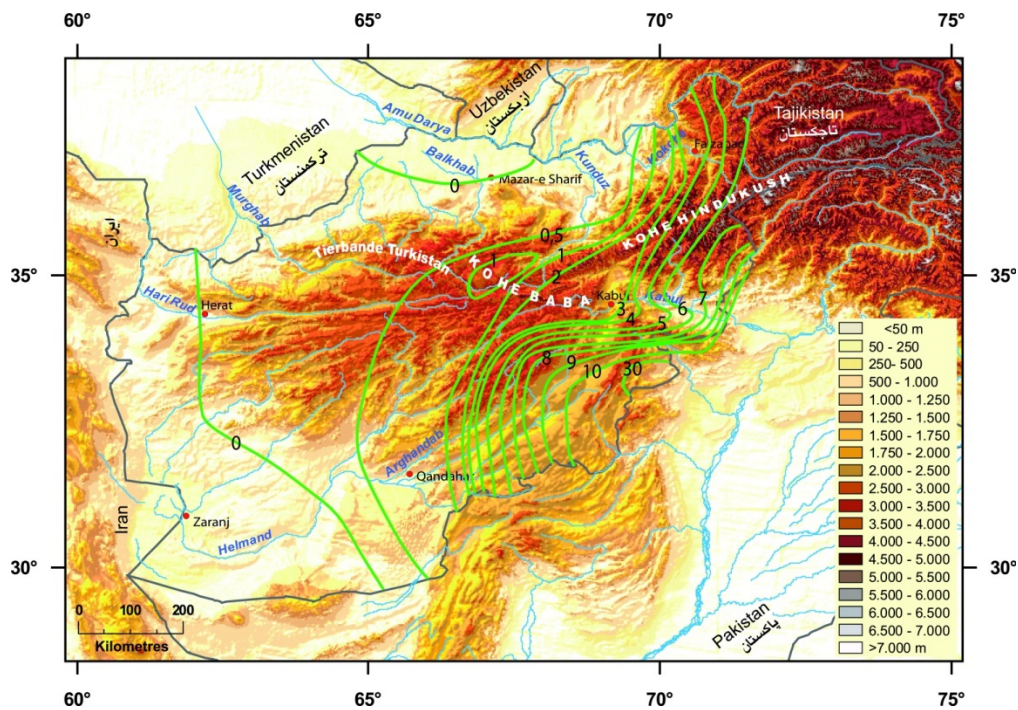 60°
65°
70°
75°
Uzbekistan
ازبکستان
Amu Darya
Tajikistan
تاجکستان
Turkmenistan
ترکمنستان
Balkhab
Kunduz
Faizabad
Mazar-e Sharif
0
Murghab
ایران
KOHE HINDUKUSH
0,5
Tierbande Turkistan
1
1
2
35°
35°
KOHE BABA
Hari Rud
Herat
Kabul
Kabul
3
4
5
6
7
8
9
10
30
0
Arghandab
Qandahar
Iran
Zaranj
Helmand
30°
30°
0
100
200
Kilometres
Pakistan
پاکستان
<50 m
50 - 250
250- 500
500 - 1.000
1.000 - 1.250
1.250 - 1.500
1.500 - 1.750
1.750 - 2.000
2.000 - 2.500
2.500 - 3.000
3.000 - 3.500
3.500 - 4.000
4.000 - 4.500
4.500 - 5.000
5.000 - 5.500
5.500 - 6.000
6.000 - 6.500
6.500 - 7.000
>7.000 m
60°
65°
70°
75°